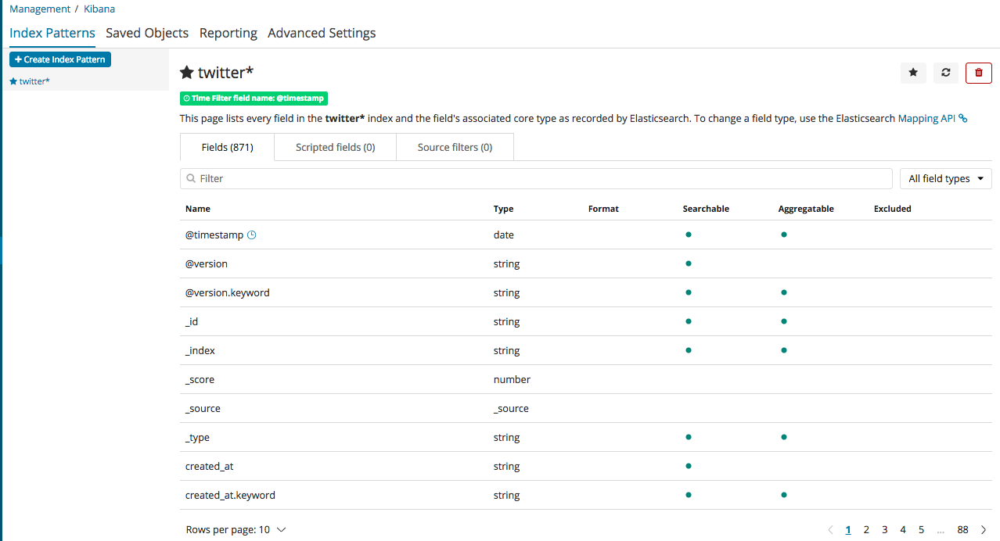 Management / Kibana
Index Patterns Saved Objects Reporting Advanced Settings
+ Create Index Pattern
twitter*
twitter*
Time Filter field name: @timestamp
This page lists every field in the twitter* index and the field's associated core type as recorded by Elasticsearch. To change a field type, use the Elasticsearch Mapping API
Fields (871) Scripted fields (0) Source filters (0)
Filter All field types
Name Type Format Searchable Aggregatable Excluded
@timestamp date
@version string
@version.keyword string
_id string
_index string
_score number
_source _source
_type string
created_at string
created_at.keyword string
Rows per page: 10 1 2 3 4 5 ... 88